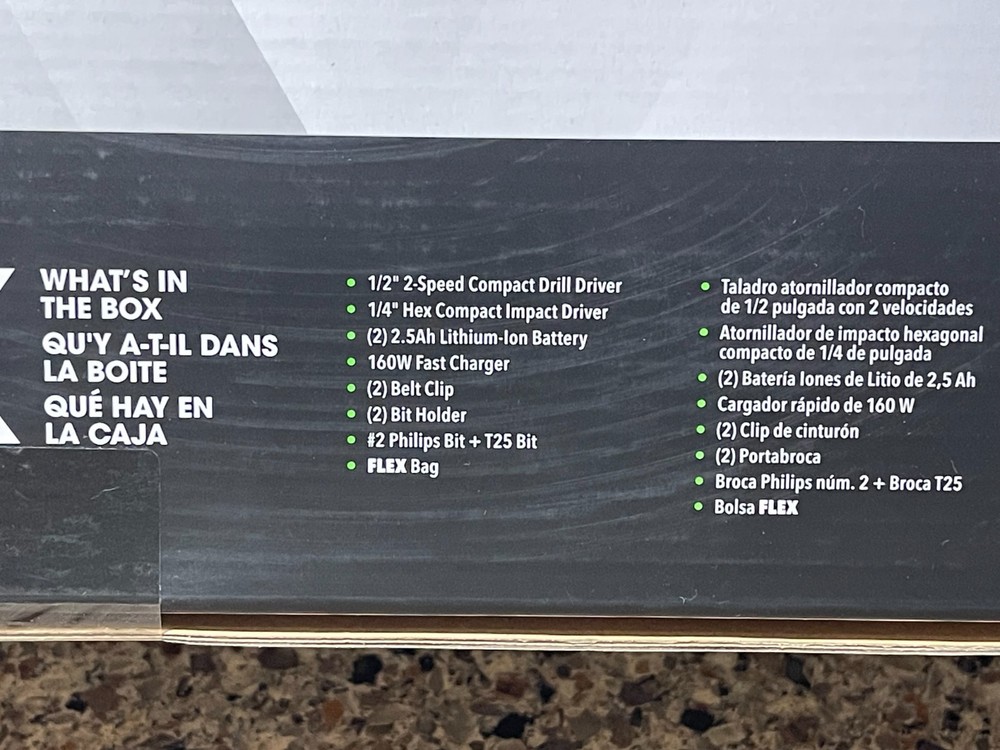 WHAT'S IN
THE BOX
QU'Y A-T-IL DANS
LA BOITE
QUÉ HAY EN
LA CAJA
• 1/2" 2-Speed Compact Drill Driver
• 1/4" Hex Compact Impact Driver
• (2) 2.5Ah Lithium-Ion Battery
• 160W Fast Charger
• (2) Belt Clip
• (2) Bit Holder
• #2 Philips Bit + T25 Bit
• FLEX Bag
• Taladro atornillador compacto
de 1/2 pulgada con 2 velocidades
• Atornillador de impacto hexagonal
compacto de 1/4 de pulgada
• (2) Batería Iones de Litio de 2,5 Ah
• Cargador rápido de 160 W
• (2) Clip de cinturón
• (2) Portabroca
• Broca Philips núm. 2 + Broca T25
• Bolsa FLEX